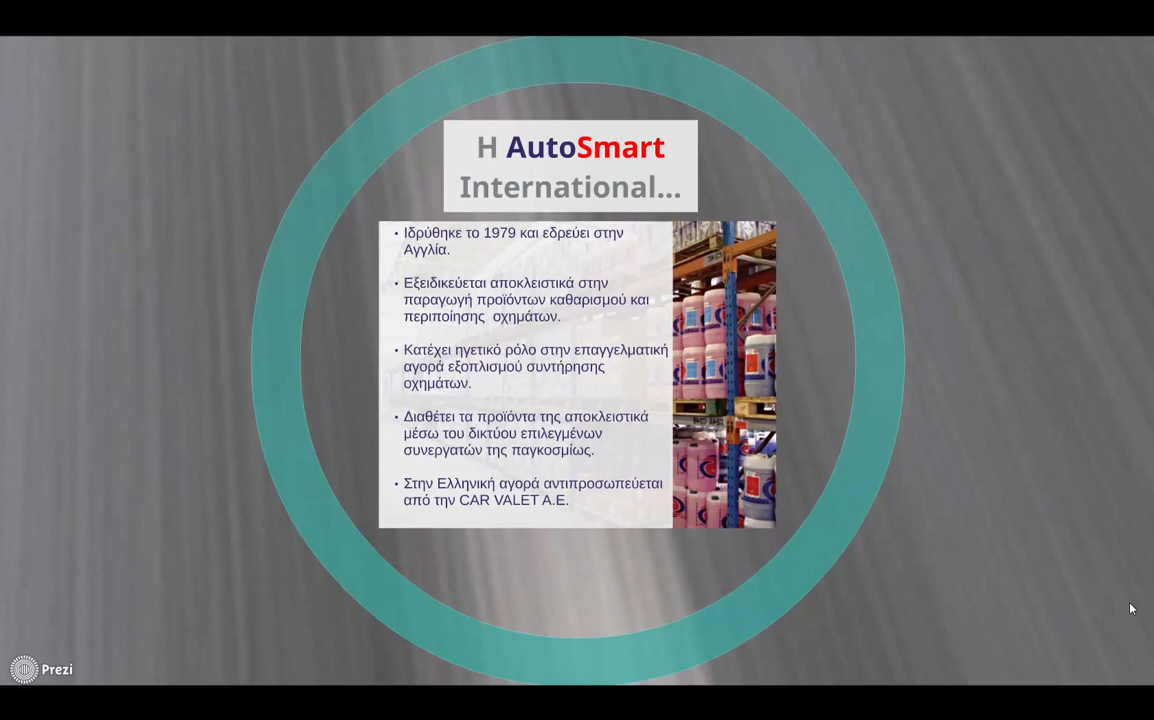 Η AutoSmart
International...
• Ιδρύθηκε το 1979 και εδρεύει στην
Αγγλία.
• Εξειδικεύεται αποκλειστικά στην
παραγωγή προϊόντων καθαρισμού και
περιποίησης  οχημάτων.
• Κατέχει ηγετικό ρόλο στην επαγγελματική
αγορά εξοπλισμού συντήρησης
οχημάτων.
• Διαθέτει τα προϊόντα της αποκλειστικά
μέσω του δικτύου επιλεγμένων
συνεργατών της παγκοσμίως.
• Στην Ελληνική αγορά αντιπροσωπεύεται
από την CAR VALET A.E.
Prezi